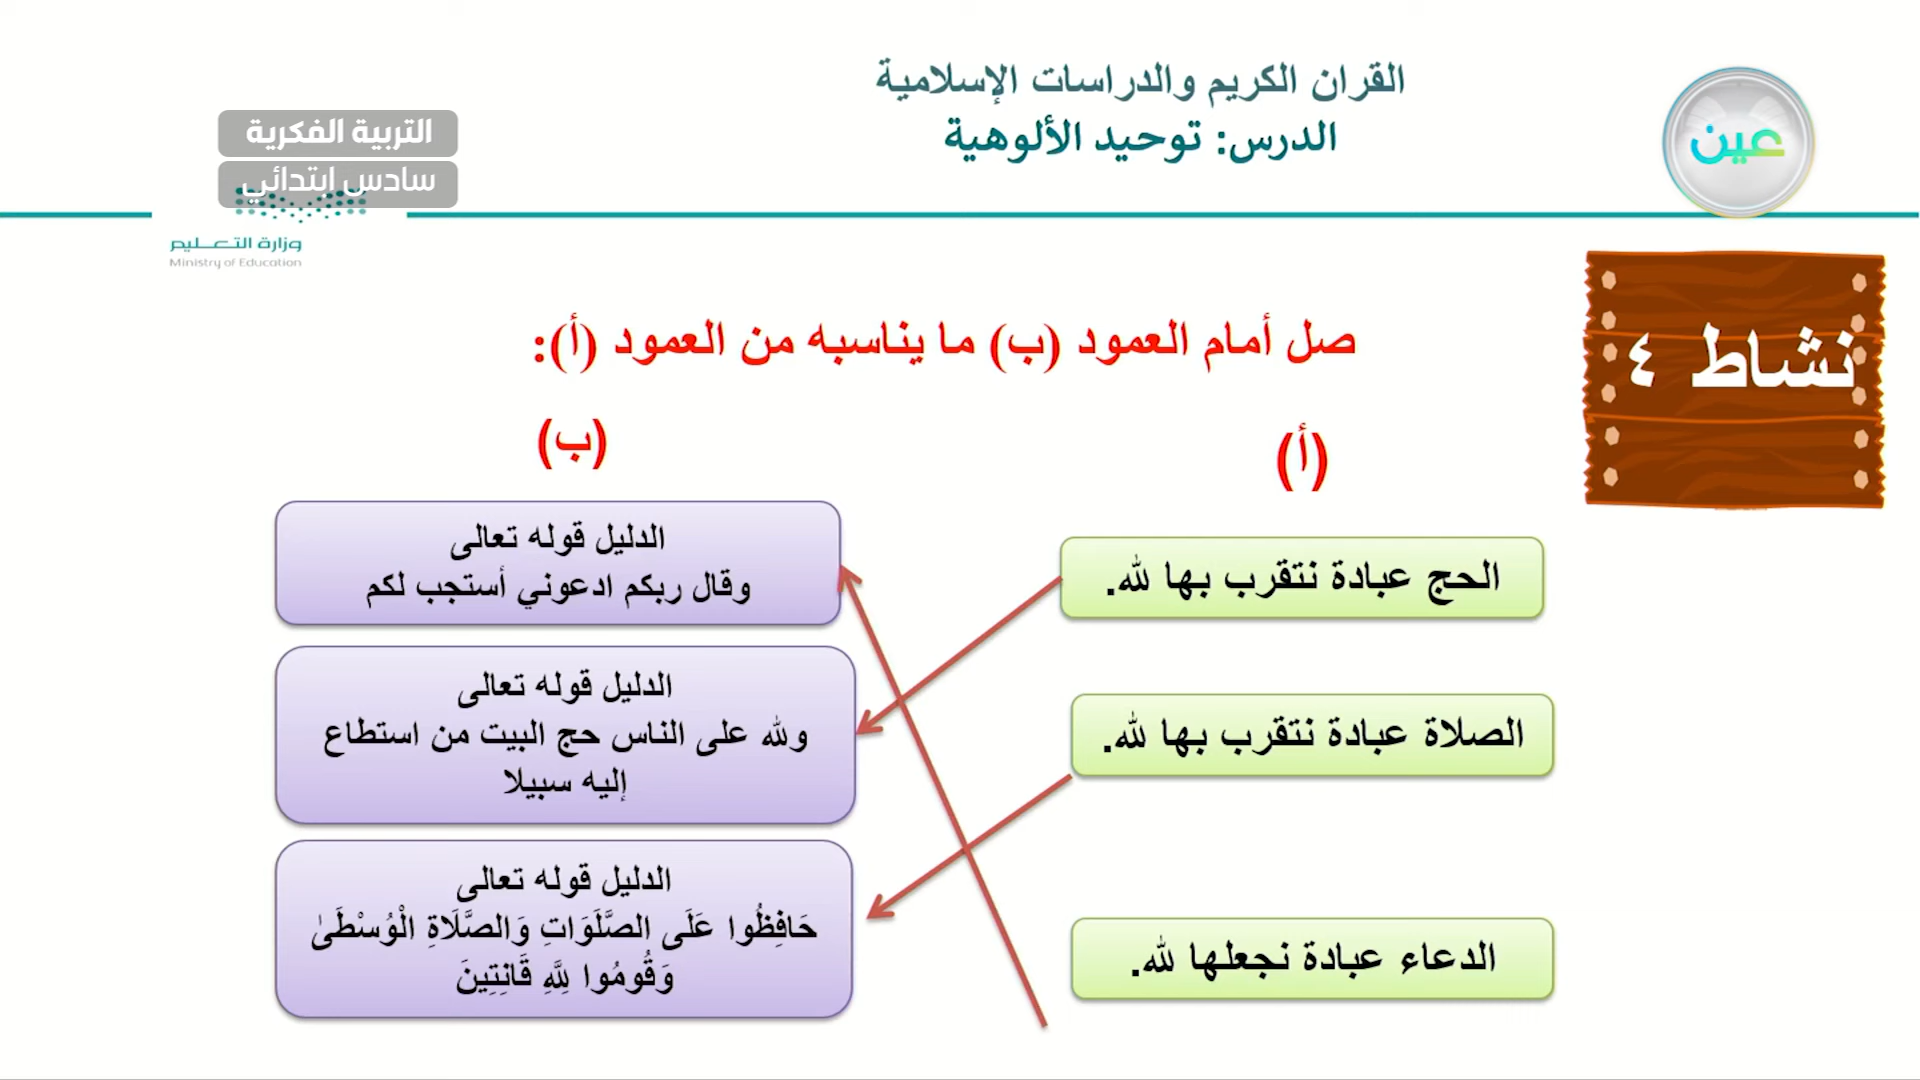 القران الكريم والدراسات الإسلامية
الدرس: توحيد الألوهية
عين
التربية الفكرية
سادس ابتدائي
وزارة التعليم
Ministry of Education
نشاط ٤
صل أمام العمود (ب) ما يناسبه من العمود (أ):
(أ)
(ب)
الحج عبادة نتقرب بها لله.
الصلاة عبادة نتقرب بها لله.
الدعاء عبادة نجعلها لله.
الدليل قوله تعالى
وقال ربكم ادعوني أستجب لكم
الدليل قوله تعالى
ولله على الناس حج البيت من استطاع
إليه سبيلا
الدليل قوله تعالى
حَافِظُوا عَلَى الصَّلَوَاتِ وَالصَّلَاةِ الْوُسْطَىٰ
وَقُومُوا لِلَّهِ قَانِتِينَ